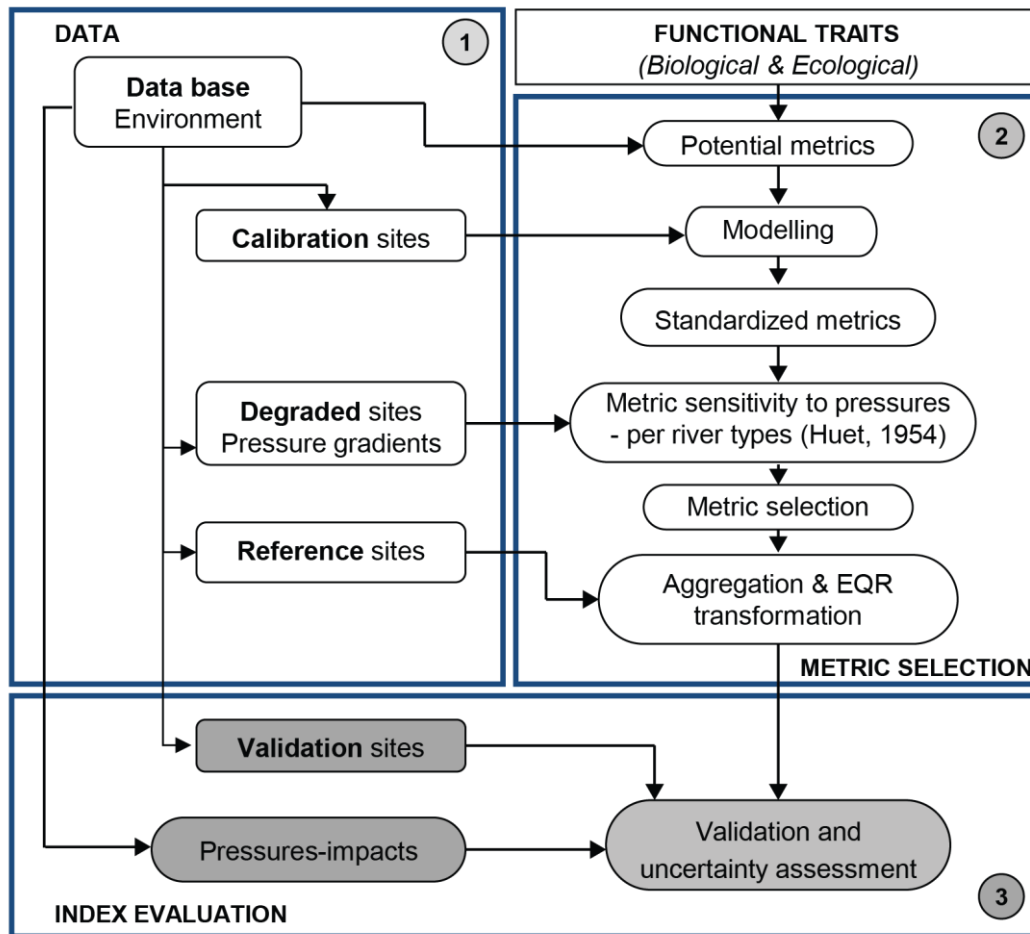 DATA
1
Data base
Environment
Calibration sites
Degraded sites
Pressure gradients
Reference sites
FUNCTIONAL TRAITS
(Biological & Ecological)
2
Potential metrics
Modelling
Standardized metrics
Metric sensitivity to pressures
- per river types (Huet, 1954)
Metric selection
Aggregation & EQR
transformation
METRIC SELECTION
Validation sites
Pressures-impacts
Validation and
uncertainty assessment
INDEX EVALUATION
3